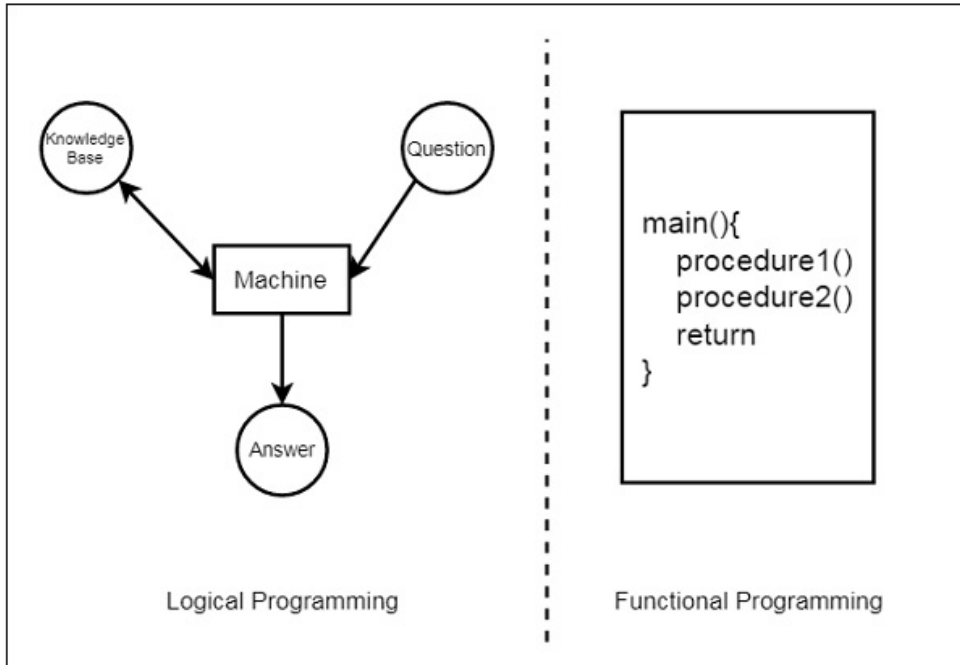 Knowledge
Base
Question
Machine
Answer
Logical Programming
main(){
procedure1()
procedure2()
return
}
Functional Programming